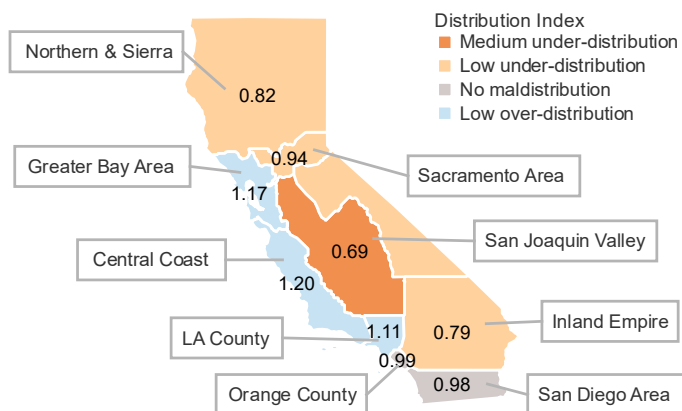 Distribution Index
Medium under-distribution
Low under-distribution
No maldistribution
Low over-distribution
Northern & Sierra
0.82
Greater Bay Area
1.17
0.94
Sacramento Area
Central Coast
1.20
0.69
San Joaquin Valley
LA County
1.11
0.79
Inland Empire
Orange County
0.99
0.98
San Diego Area